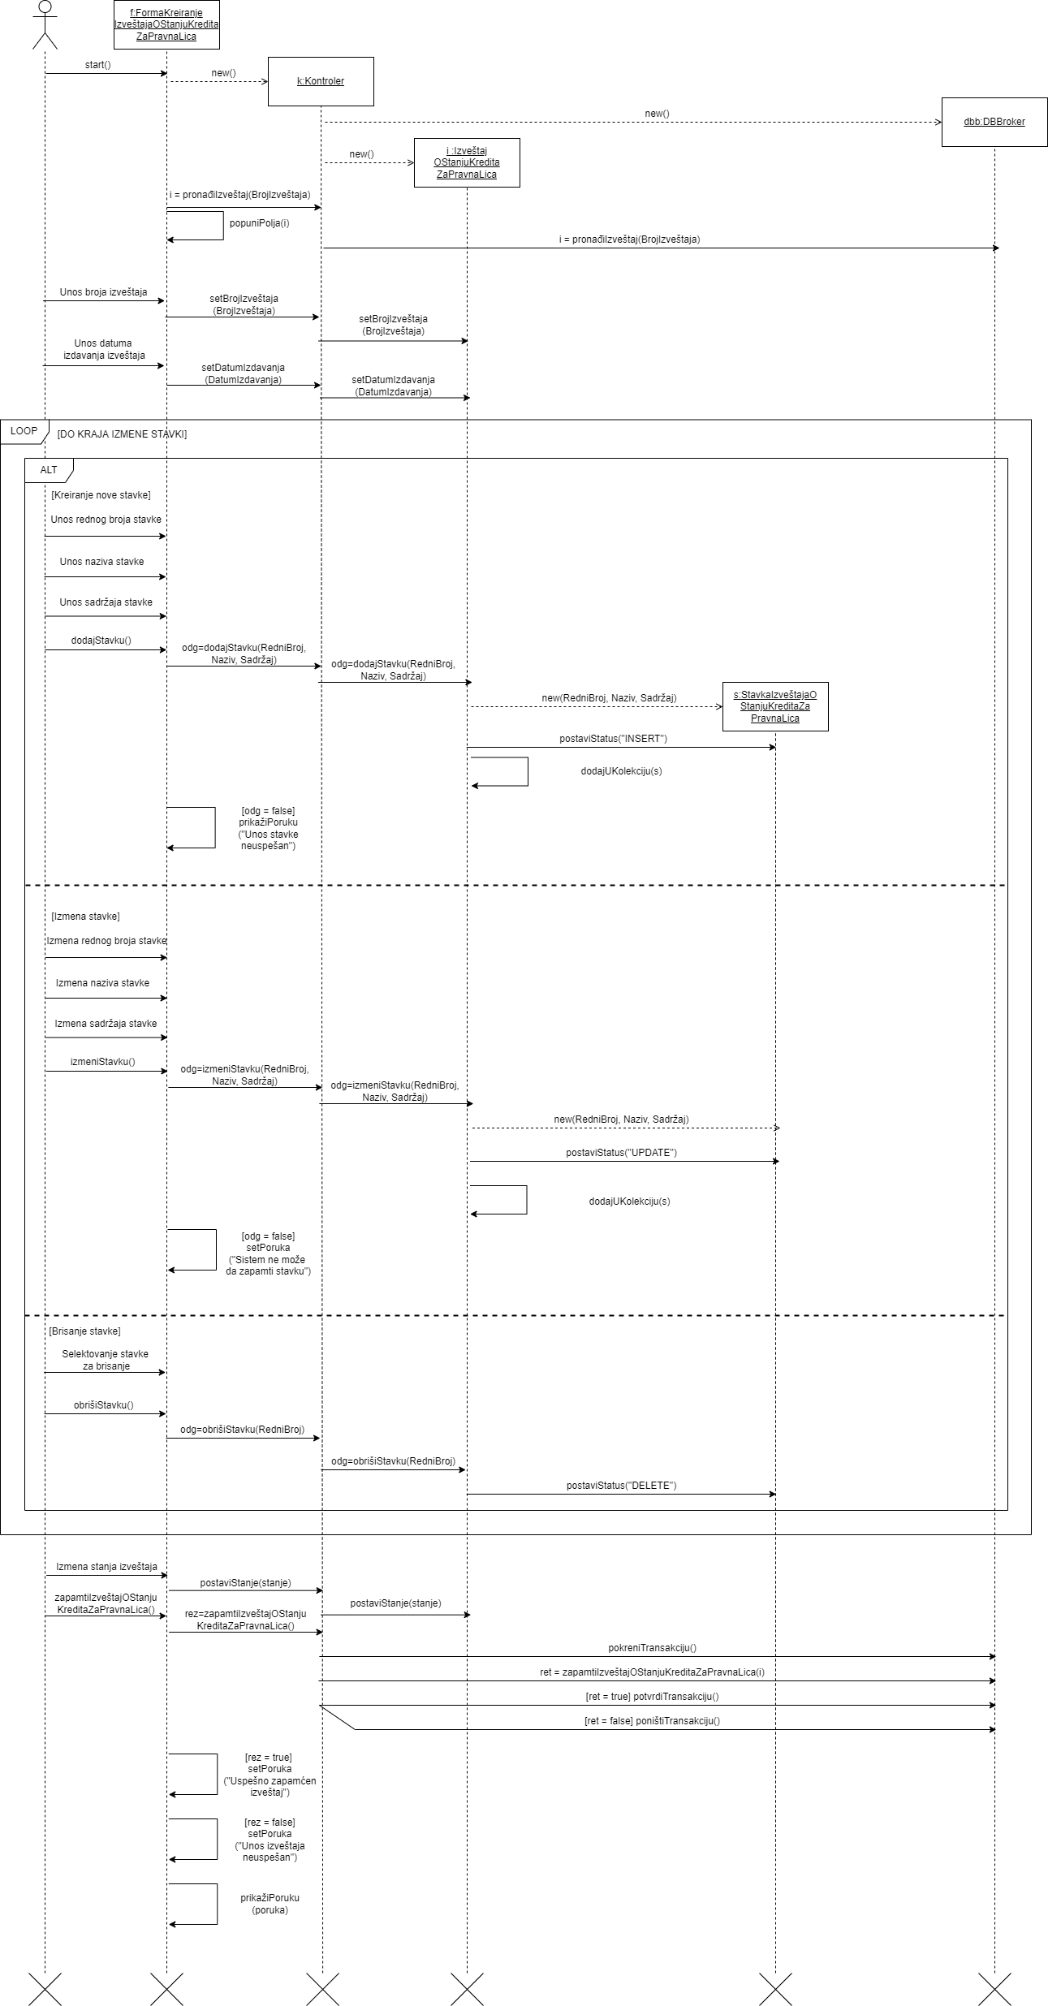 f:FormaKreiranje
IzveštajaOStanjuKredita
ZaPravnaLica
start()
new()
k:Kontroler
new()
dbb:DBBroker
new()
i :Izveštaj
OStanjuKredita
ZaPravnaLica
i = pronađiIzveštaj(BrojIzveštaja)
popuniPolja(i)
i = pronađiIzveštaj(BrojIzveštaja)
Unos broja izveštaja
setBrojIzveštaja
(BrojIzveštaja)
setBrojIzveštaja
(BrojIzveštaja)
Unos datuma
izdavanja izveštaja
setDatumIzdavanja
(DatumIzdavanja)
setDatumIzdavanja
(DatumIzdavanja)
LOOP
[DO KRAJA IZMENE STAVKI]
ALT
[Kreiranje nove stavke]
Unos rednog broja stavke
Unos naziva stavke
Unos sadržaja stavke
dodajStavku()
odg=dodajStavku(RedniBroj,
Naziv, Sadržaj)
odg=dodajStavku(RedniBroj,
Naziv, Sadržaj)
new(RedniBroj, Naziv, Sadržaj)
s:StavkaIzveštajaO
StanjuKreditaZa
PravnaLica
postaviStatus("INSERT")
dodajUKolekciju(s)
[odg = false]
prikažiPoruku
("Unos stavke
neuspešan")
[Izmena stavke]
Izmena rednog broja stavke
Izmena naziva stavke
Izmena sadržaja stavke
izmeniStavku()
odg=izmeniStavku(RedniBroj,
Naziv, Sadržaj)
odg=izmeniStavku(RedniBroj,
Naziv, Sadržaj)
new(RedniBroj, Naziv, Sadržaj)
postaviStatus("UPDATE")
dodajUKolekciju(s)
[odg = false]
setPoruka
("Sistem ne može
da zapamti stavku")
[Brisanje stavke]
Selektovanje stavke
za brisanje
obrišiStavku()
odg=obrišiStavku(RedniBroj)
odg=obrišiStavku(RedniBroj)
postaviStatus("DELETE")
Izmena stanja izveštaja
postaviStanje(stanje)
zapamtiIzveštajOStanju
KreditaZaPravnaLica()
postaviStanje(stanje)
rez=zapamtiIzveštajOStanju
KreditaZaPravnaLica()
pokreniTransakciju()
ret = zapamtiIzveštajOStanjuKreditaZaPravnaLica(i)
[ret = true] potvrdiTransakciju()
[ret = false] poništiTransakciju()
[rez = true]
setPoruka
("Uspešno zapamćen
izveštaj")
[rez = false]
setPoruka
("Unos izveštaja
neuspešan")
prikažiPoruku
(poruka)